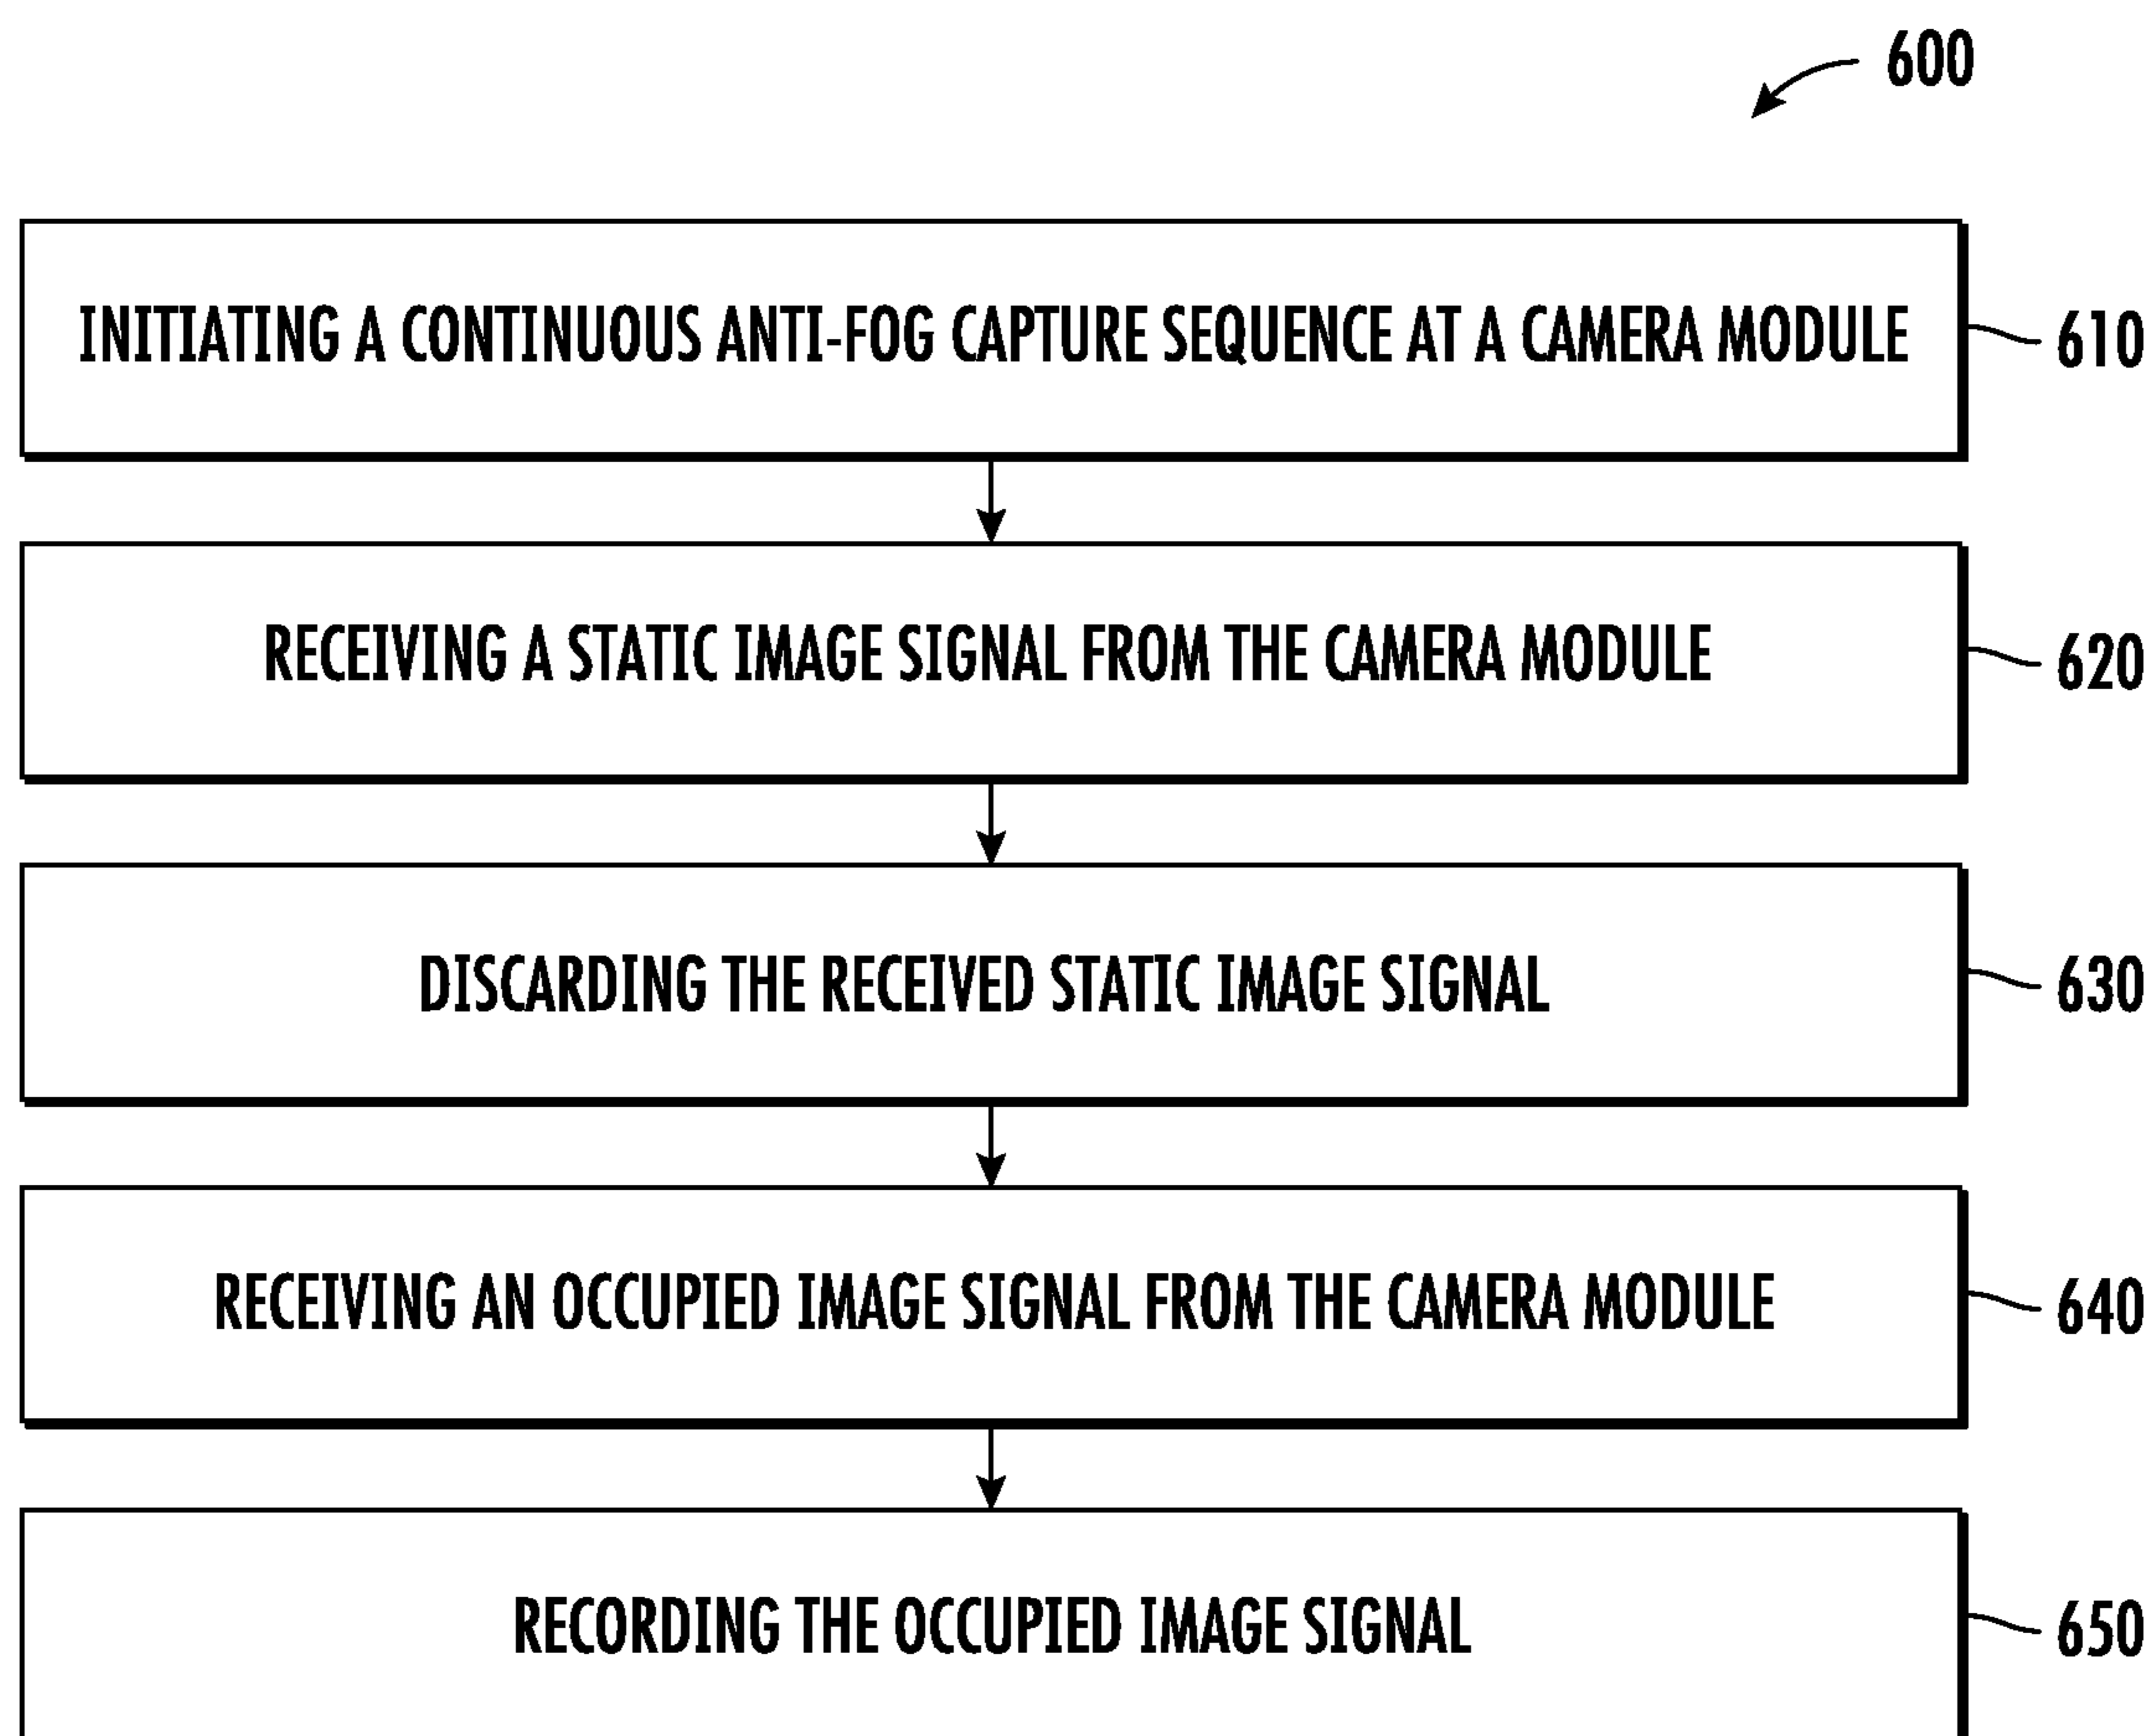 600
INITIATING A CONTINUOUS ANTI-FOG CAPTURE SEQUENCE AT A CAMERA MODULE
610
RECEIVING A STATIC IMAGE SIGNAL FROM THE CAMERA MODULE
620
DISCARDING THE RECEIVED STATIC IMAGE SIGNAL
630
RECEIVING AN OCCUPIED IMAGE SIGNAL FROM THE CAMERA MODULE
640
RECORDING THE OCCUPIED IMAGE SIGNAL
650